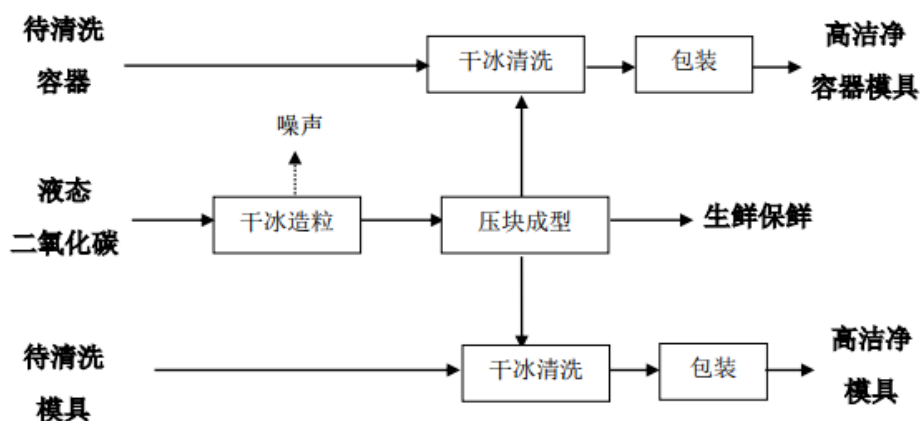 待清洗
容器
干冰清洗
包装
高洁净
容器模具
噪声
液态
二氧化碳
干冰造粒
压块成型
生鲜保鲜
待清洗
模具
干冰清洗
包装
高洁净
模具